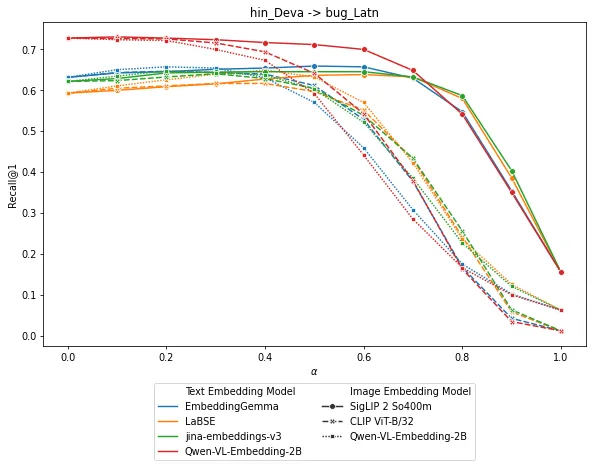 hin_Deva -> bug_Latn
Recall@1
0.7
0.6
0.5
0.4
0.3
0.2
0.1
0.0
0.0 0.2 0.4 0.6 0.8 1.0
α
Text Embedding Model
EmbeddingGemma
LaBSE
jina-embeddings-v3
Qwen-VL-Embedding-2B
Image Embedding Model
SigLIP 2 So400m
CLIP ViT-B/32
Qwen-VL-Embedding-2B